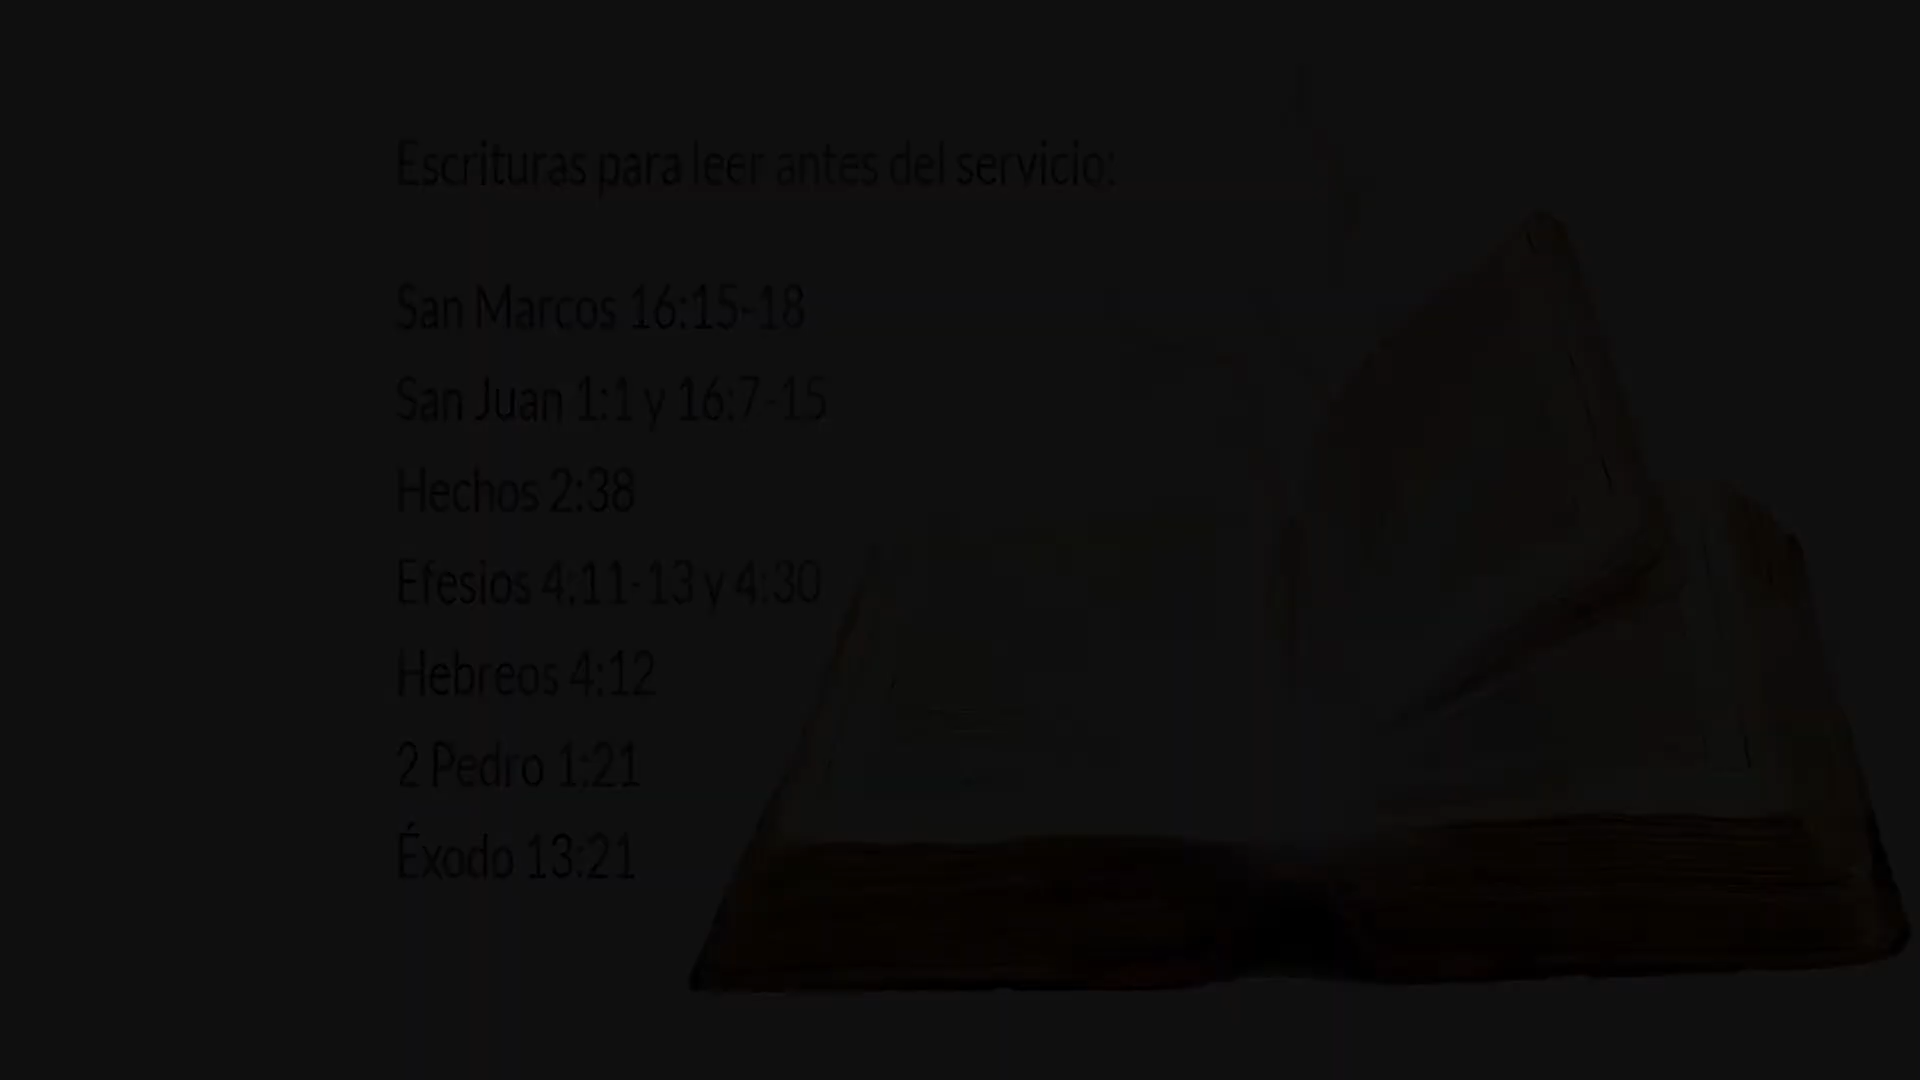 Escrituras para leer antes del servicio:
San Marcos 16:15-18
San Juan 1:1 y 16:7-15
Hechos 2:38
Efesios 4:11-13 y 4:30
Hebreos 4:12
2 Pedro 1:21
Éxodo 13:21